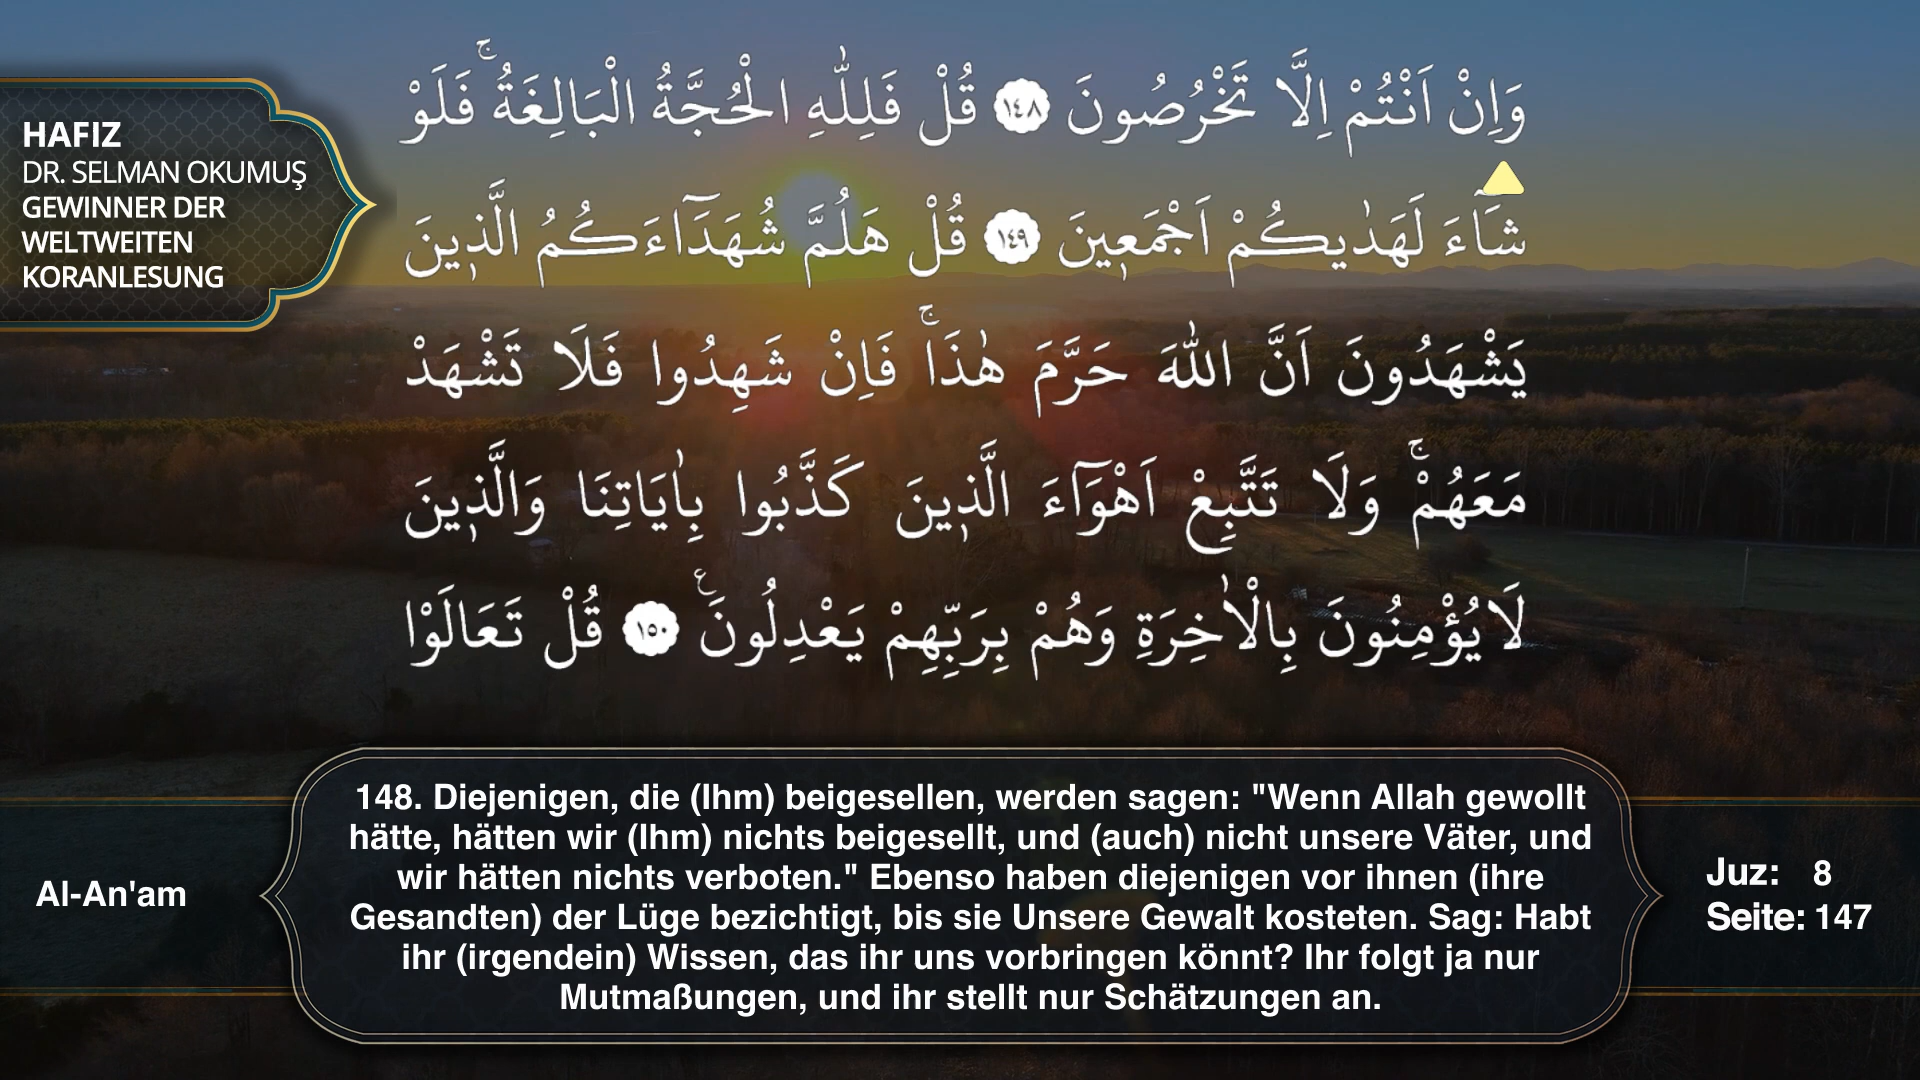 HAFIZ
DR. SELMAN OKUMUŞ
GEWINNER DER
WELTWEITEN
KORANLESUNG
وَاِنْ اَنْتُمْ اِلَّا تَخْرُصُونَ ١٤٨ قُلْ فَلِلّٰهِ الْحُجَّةُ الْبَالِغَةُۚ فَلَوْ
شَآءَ لَهَدٰيكُمْ اَجْمَع۪ينَ ١٤٩ قُلْ هَلُمَّ شُهَدَآءَكُمُ الَّذ۪ينَ
يَشْهَدُونَ اَنَّ اللّٰهَ حَرَّمَ هٰذَاۚ فَاِنْ شَهِدُوا فَلَا تَشْهَدْ
مَعَهُمْۚ وَلَا تَتَّبِعْ اَهْوَآءَ الَّذ۪ينَ كَذَّبُوا بِاٰيَاتِنَا وَالَّذ۪ينَ
لَا يُؤْمِنُونَ بِالْاٰخِرَةِ وَهُمْ بِرَبِّهِمْ يَعْدِلُونَ ع ١٥٠ قُلْ تَعَالَوْا
148. Diejenigen, die (Ihm) beigesellen, werden sagen: "Wenn Allah gewollt
hätte, hätten wir (Ihm) nichts beigesellt, und (auch) nicht unsere Väter, und
wir hätten nichts verboten." Ebenso haben diejenigen vor ihnen (ihre
Gesandten) der Lüge bezichtigt, bis sie Unsere Gewalt kosteten. Sag: Habt
ihr (irgendein) Wissen, das ihr uns vorbringen könnt? Ihr folgt ja nur
Mutmaßungen, und ihr stellt nur Schätzungen an.
Al-An'am
Juz: 8
Seite: 147